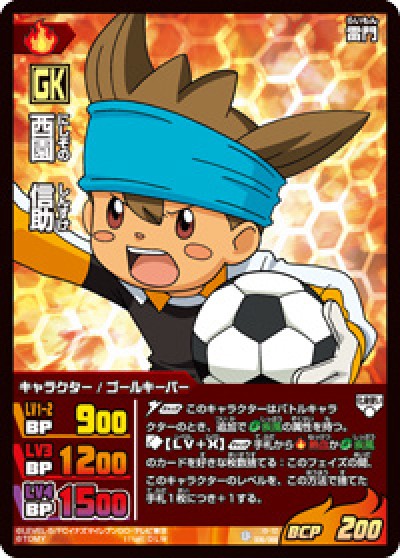 らいもん
雷門
GK
にしぞの
西園
しんすけ
信助
キャラクター / ゴールキーパー
LV1-2
BP 900
LV3
BP 1200
LV4
BP 1500
このキャラクターはバトルキャラ
クターのとき、追加で の属性を持つ。
【LV+X】 手札から か
のカードを好きな枚数捨てる:このフェイズの間、
このキャラクターのレベルを、この方法で捨てた
手札1枚につき+1する。
©TOMY
BCP 200